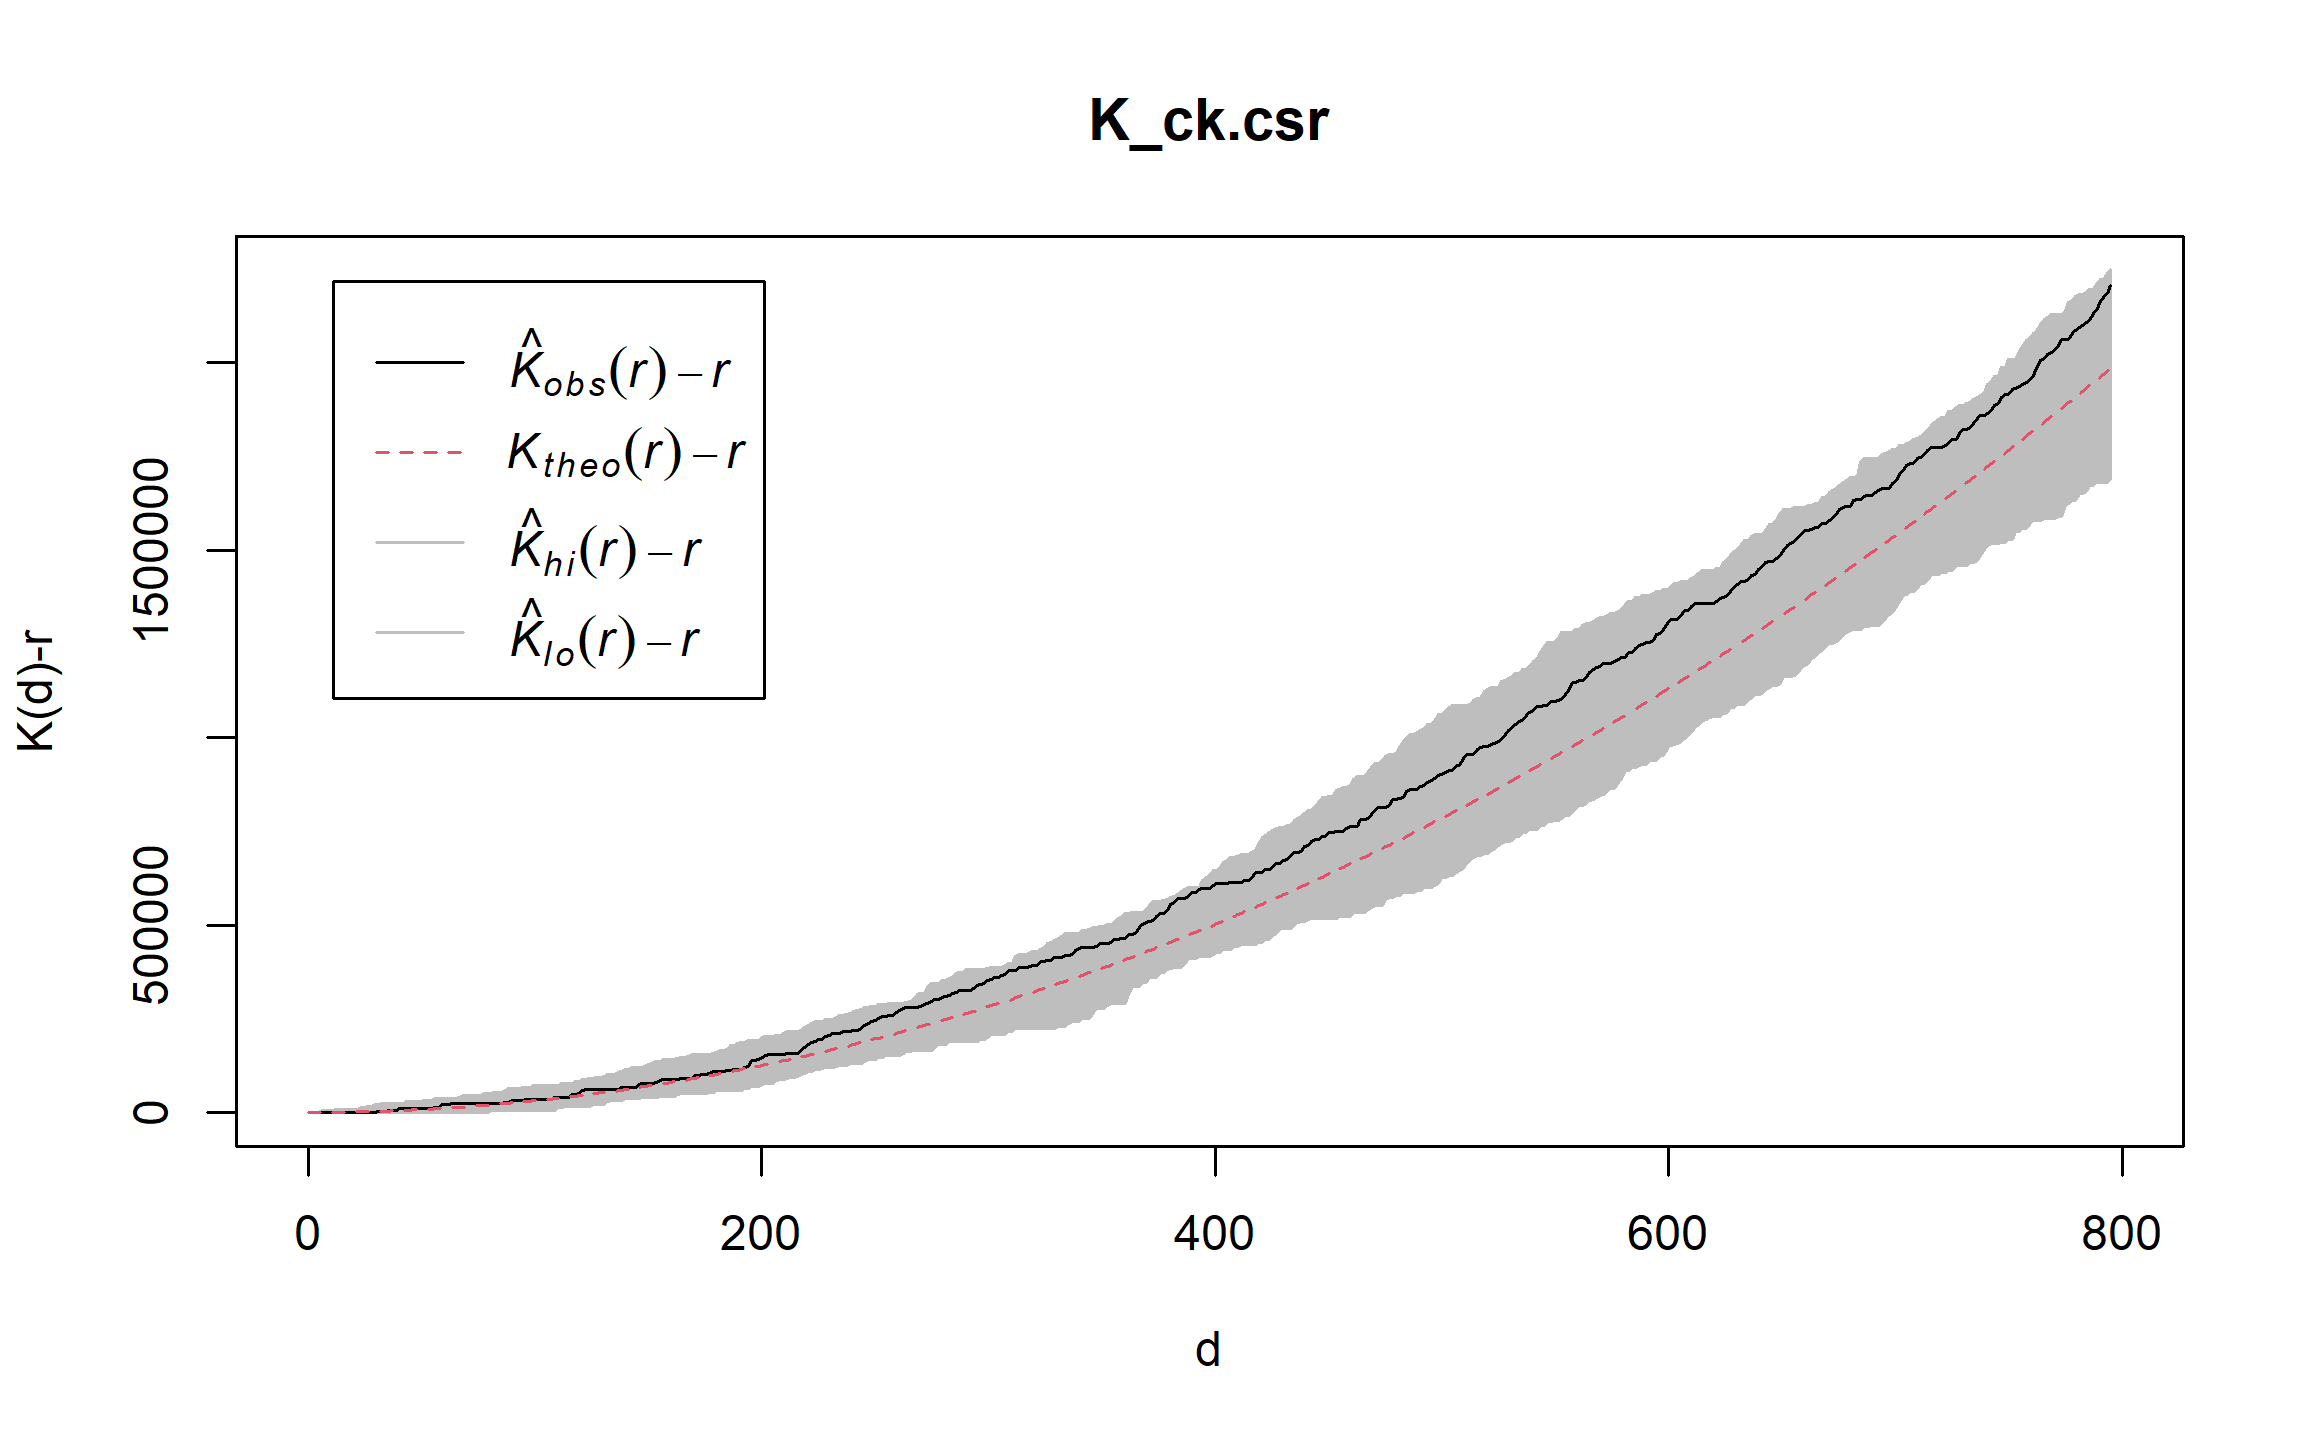 K_ck.csr
K̂obs(r) − r
Ktheo(r) − r
K̂hi(r) − r
K̂lo(r) − r
K(d)-r
1500000
500000
0
0 200 400 600 800
d